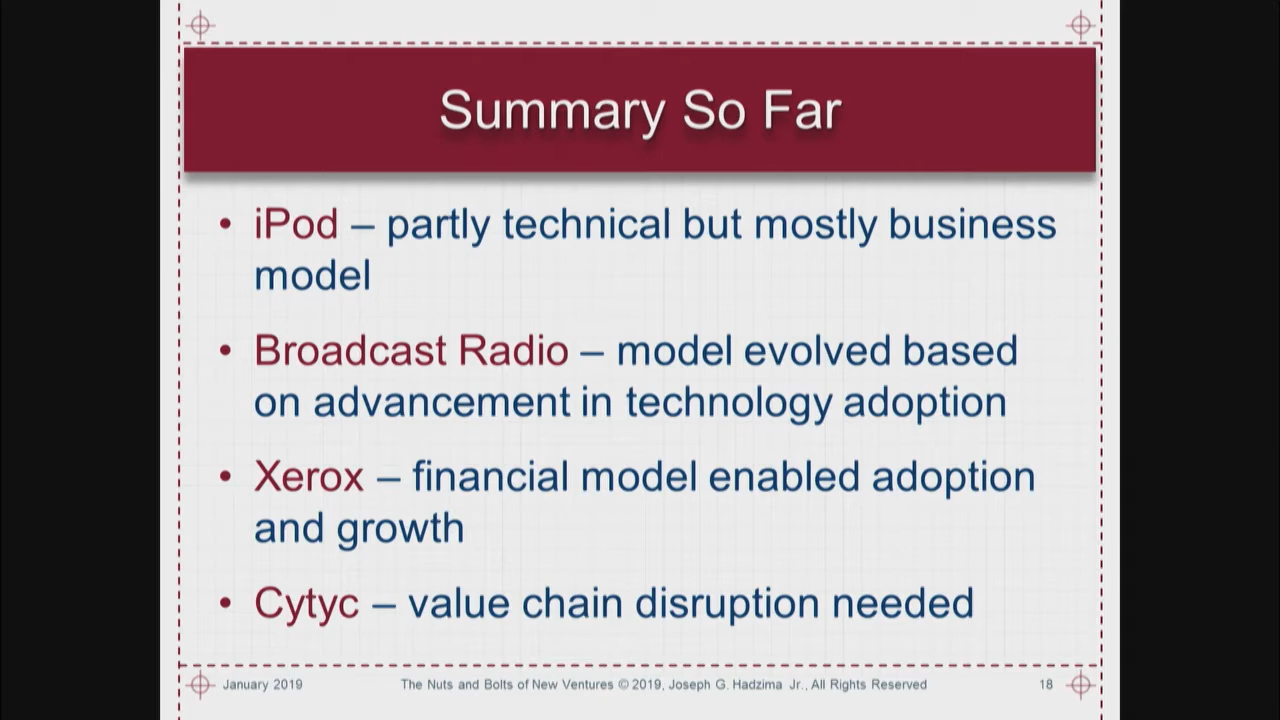 Summary So Far
• iPod – partly technical but mostly business
model
• Broadcast Radio – model evolved based
on advancement in technology adoption
• Xerox – financial model enabled adoption
and growth
• Cytyc – value chain disruption needed
January 2019 The Nuts and Bolts of New Ventures © 2019, Joseph G. Hadzima Jr., All Rights Reserved 18